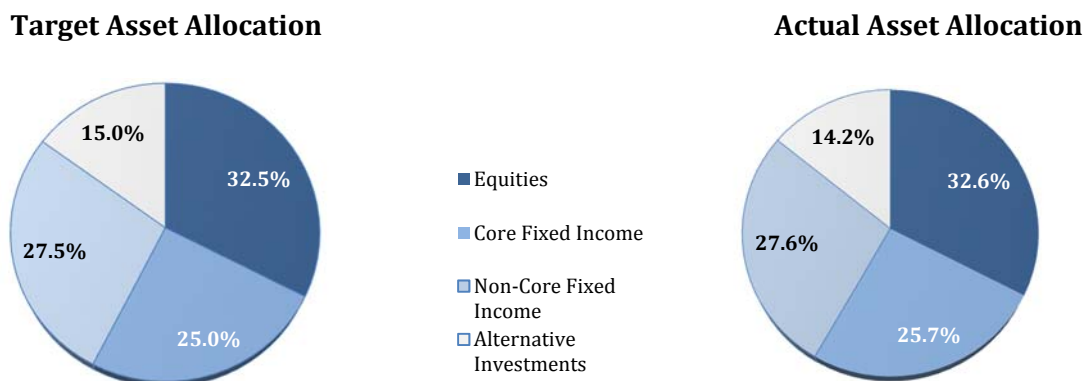 Target Asset Allocation
Actual Asset Allocation
15.0%
32.5%
27.5%
25.0%
Equities
Core Fixed Income
Non-Core Fixed
Income
Alternative
Investments
14.2%
32.6%
27.6%
25.7%